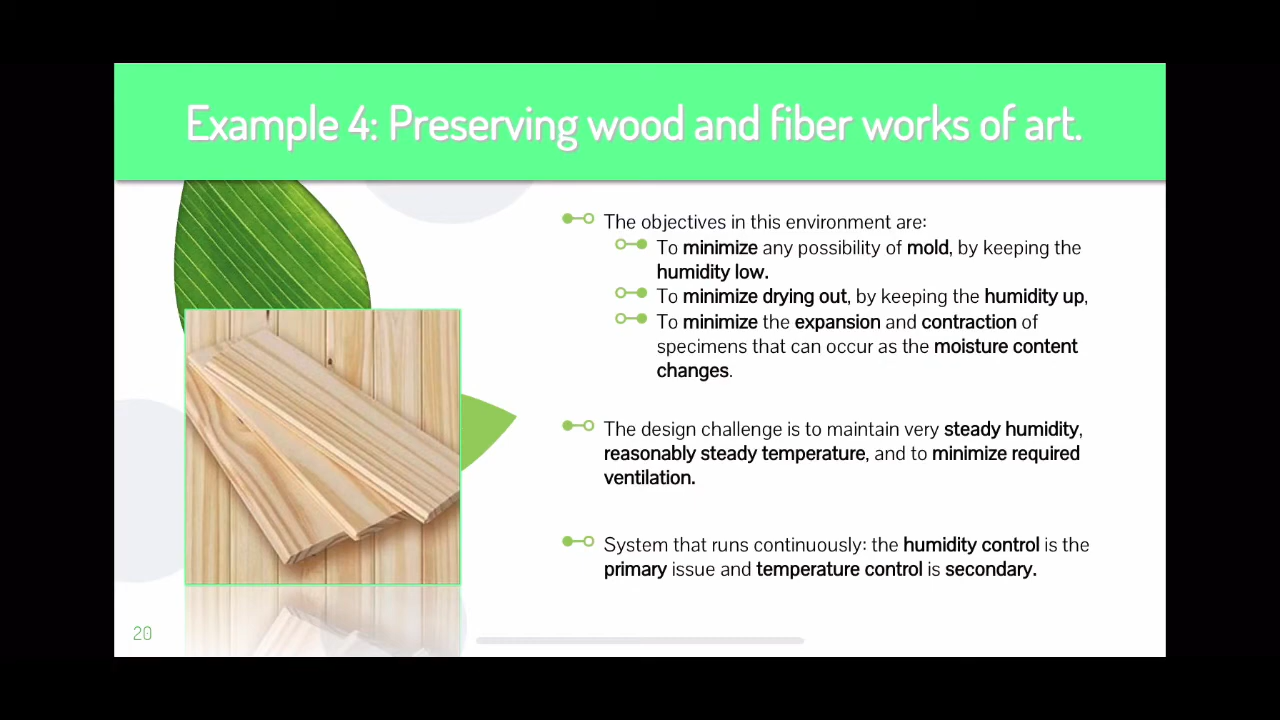 Example 4: Preserving wood and fiber works of art.
The objectives in this environment are:
To minimize any possibility of mold, by keeping the
humidity low.
To minimize drying out, by keeping the humidity up,
To minimize the expansion and contraction of
specimens that can occur as the moisture content
changes.
The design challenge is to maintain very steady humidity,
reasonably steady temperature, and to minimize required
ventilation.
System that runs continuously: the humidity control is the
primary issue and temperature control is secondary.
20